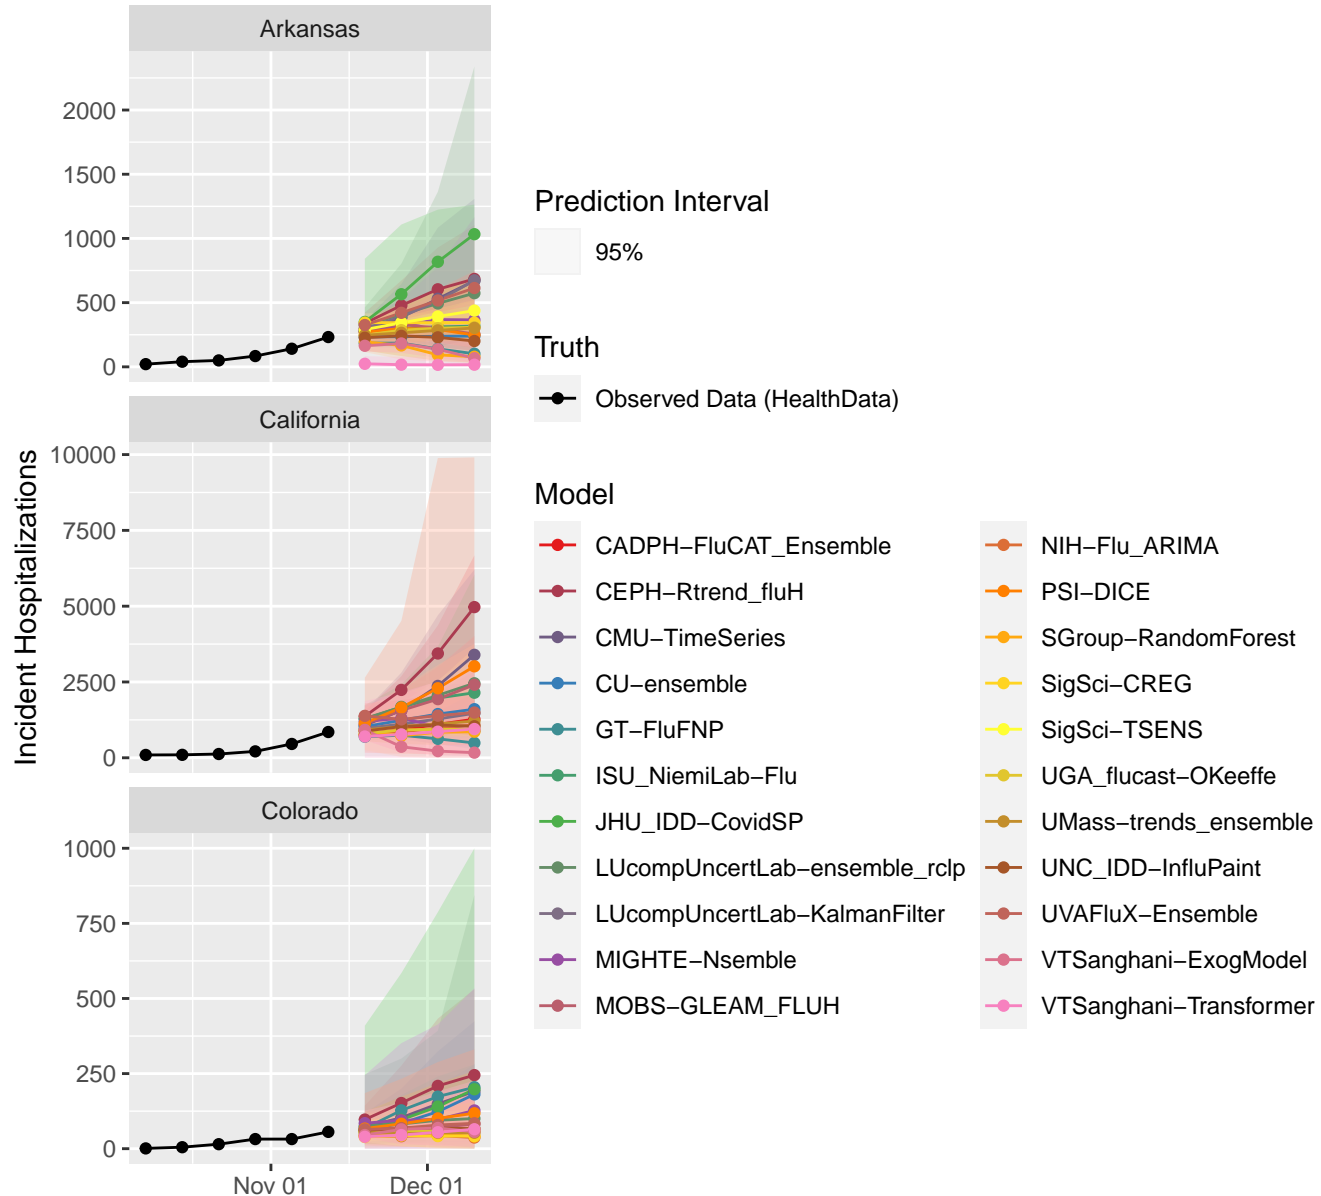 Arkansas
2000
1500
1000
500
0
California
10000
7500
5000
2500
0
Colorado
1000
750
500
250
0
Nov 01
Dec 01
Incident Hospitalizations
Prediction Interval
95%
Truth
Observed Data (HealthData)
Model
CADPH−FluCAT_Ensemble
CEPH−Rtrend_fluH
CMU−TimeSeries
CU−ensemble
GT−FluFNP
ISU_NiemiLab−Flu
JHU_IDD−CovidSP
LUcompUncertLab−ensemble_rclp
LUcompUncertLab−KalmanFilter
MIGHTE−Nsemble
MOBS−GLEAM_FLUH
NIH−Flu_ARIMA
PSI−DICE
SGroup−RandomForest
SigSci−CREG
SigSci−TSENS
UGA_flucast−OKeeffe
UMass−trends_ensemble
UNC_IDD−InfluPaint
UVAFluX−Ensemble
VTSanghani−ExogModel
VTSanghani−Transformer